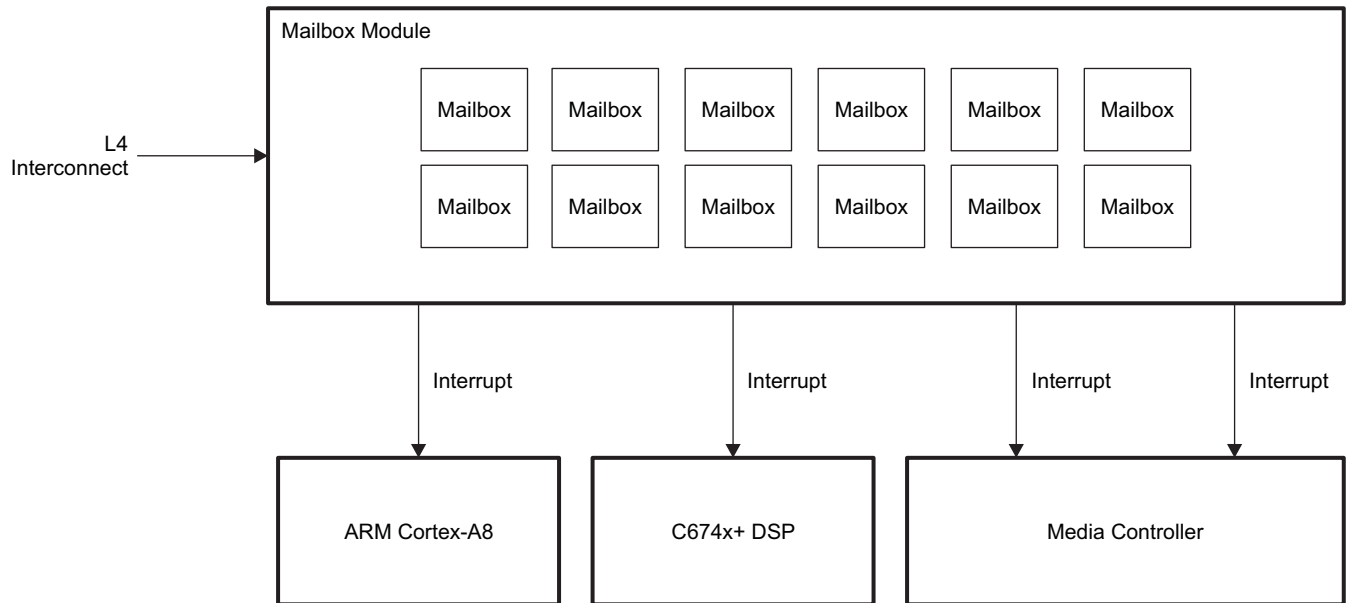 Mailbox Module
Mailbox Mailbox Mailbox Mailbox Mailbox Mailbox
L4
Interconnect
Mailbox Mailbox Mailbox Mailbox Mailbox Mailbox
Interrupt Interrupt Interrupt Interrupt
ARM Cortex-A8 C674x+ DSP Media Controller